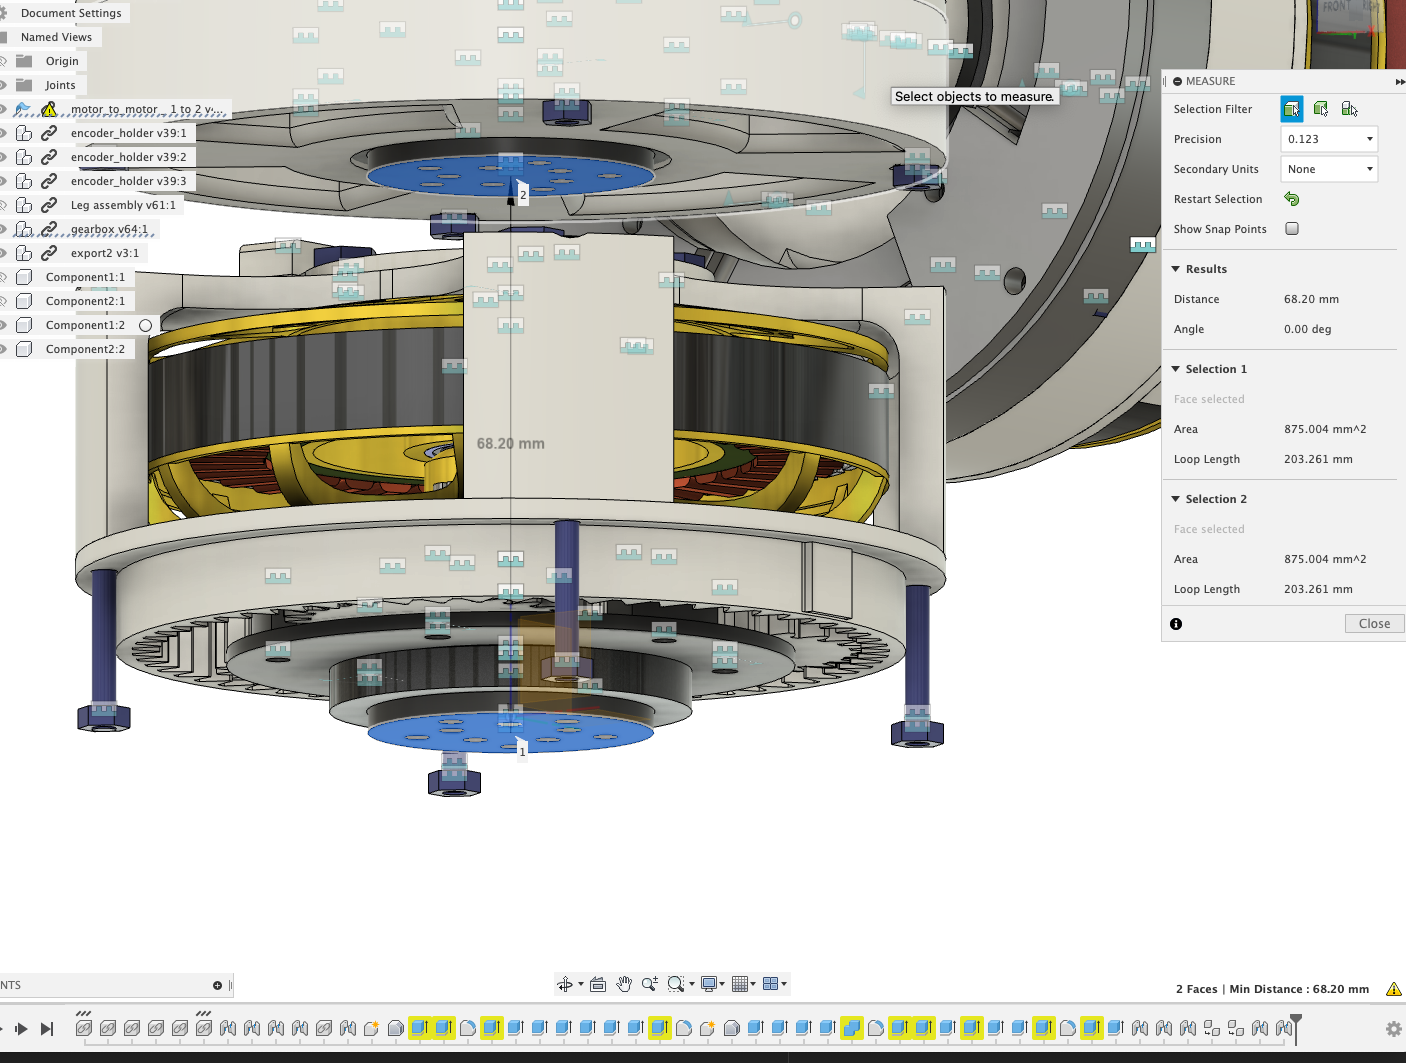 Document Settings
Named Views
Origin
Joints
motor_to_motor_ 1 to 2 v...
encoder_holder v39:1
encoder_holder v39:2
encoder_holder v39:3
Leg assembly v61:1
gearbox v64:1
export2 v3:1
Component1:1
Component2:1
Component1:2
Component2:2
FRONT
RIGHT
Select objects to measure.
2
68.20 mm
1
MEASURE
Selection Filter
Precision 0.123
Secondary Units None
Restart Selection
Show Snap Points
Results
Distance 68.20 mm
Angle 0.00 deg
Selection 1
Face selected
Area 875.004 mm^2
Loop Length 203.261 mm
Selection 2
Face selected
Area 875.004 mm^2
Loop Length 203.261 mm
Close
NTS
2 Faces | Min Distance : 68.20 mm